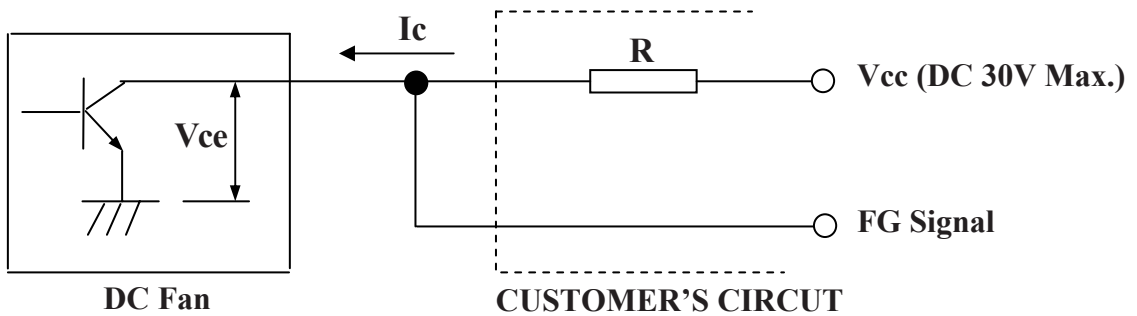 Ic
R
Vcc (DC 30V Max.)
Vce
FG Signal
DC Fan
CUSTOMER'S CIRCUT